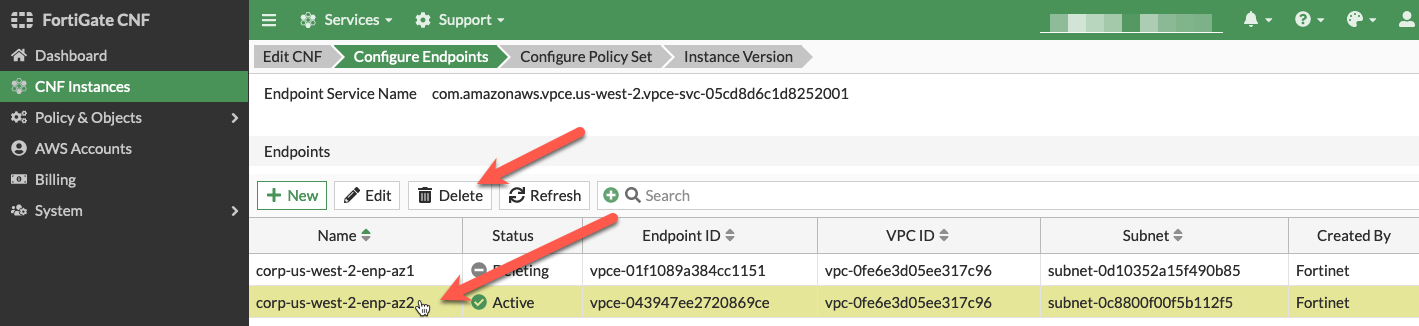 FortiGate CNF
Services
Support
Dashboard
CNF Instances
Policy & Objects
AWS Accounts
Billing
System
Edit CNF
Configure Endpoints
Configure Policy Set
Instance Version
Endpoint Service Name com.amazonaws.vpce.us-west-2.vpce-svc-05cd8d6c1d8252001
Endpoints
New Edit Delete Refresh Search
Name Status Endpoint ID VPC ID Subnet Created By
corp-us-west-2-enp-az1 Deleting vpce-01f1089a384cc1151 vpc-0fe6e3d05ee317c96 subnet-0d10352a15f490b85 Fortinet
corp-us-west-2-enp-az2 Active vpce-043947ee2720869ce vpc-0fe6e3d05ee317c96 subnet-0c8800f00f5b112f5 Fortinet